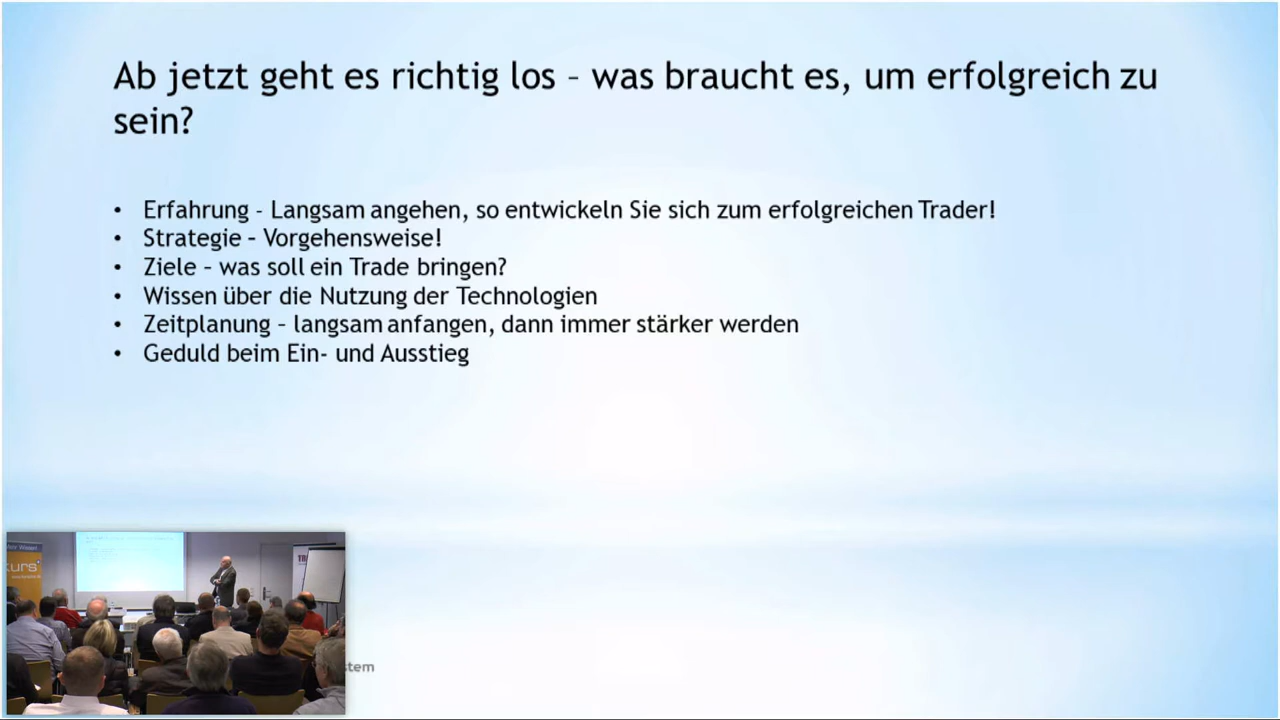 Ab jetzt geht es richtig los – was braucht es, um erfolgreich zu
sein?
• Erfahrung - Langsam angehen, so entwickeln Sie sich zum erfolgreichen Trader!
• Strategie – Vorgehensweise!
• Ziele – was soll ein Trade bringen?
• Wissen über die Nutzung der Technologien
• Zeitplanung – langsam anfangen, dann immer stärker werden
• Geduld beim Ein- und Ausstieg
kurs+
stem